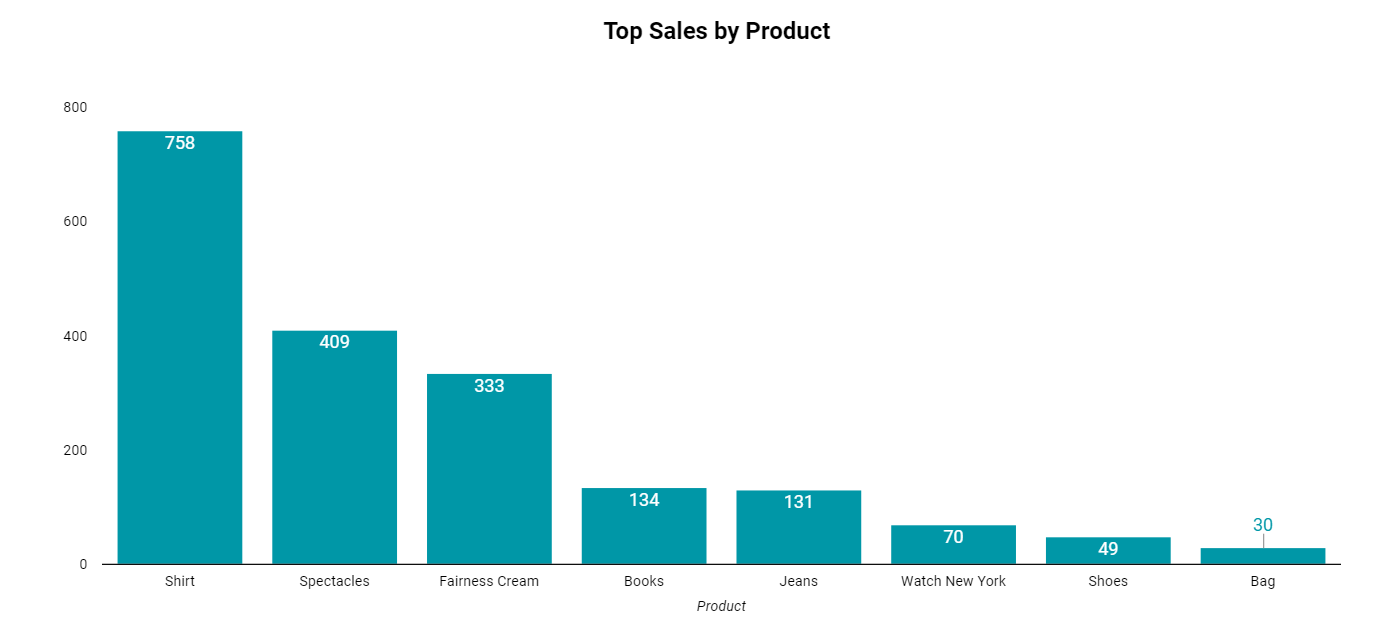 Top Sales by Product
800
600
400
200
0
758
409
333
134
131
70
49
30
Shirt
Spectacles
Fairness Cream
Books
Jeans
Watch New York
Shoes
Bag
Product